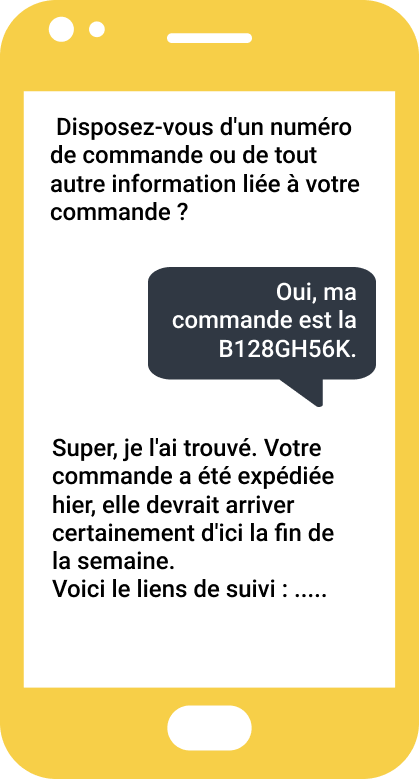 Disposez-vous d'un numéro
de commande ou de tout
autre information liée à votre
commande ?
Oui, ma
commande est la
B128GH56K.
Super, je l'ai trouvé. Votre
commande a été expédiée
hier, elle devrait arriver
certainement d'ici la fin de
la semaine.
Voici le liens de suivi : .....